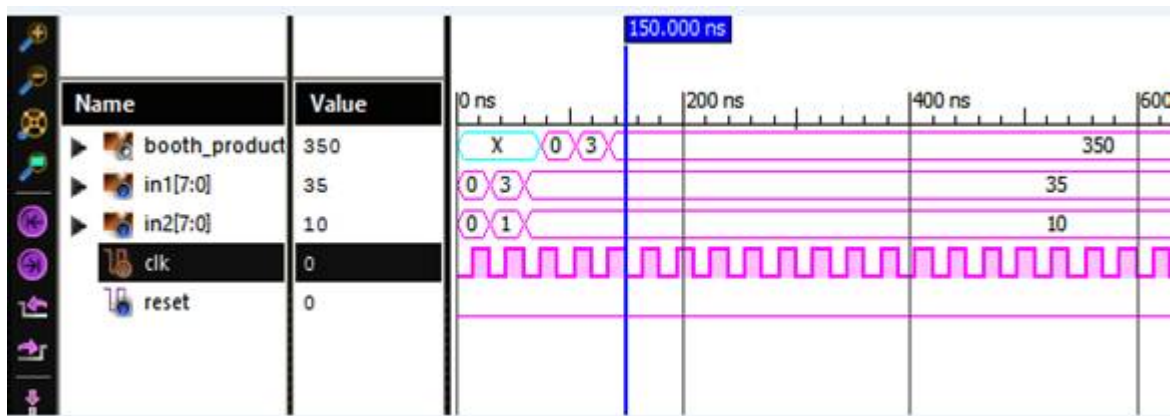 150.000 ns
Name Value 0 ns 200 ns 400 ns 600
booth_product 350 X 0 3 350
in1[7:0] 35 0 3 35
in2[7:0] 10 0 1 10
clk 0
reset 0